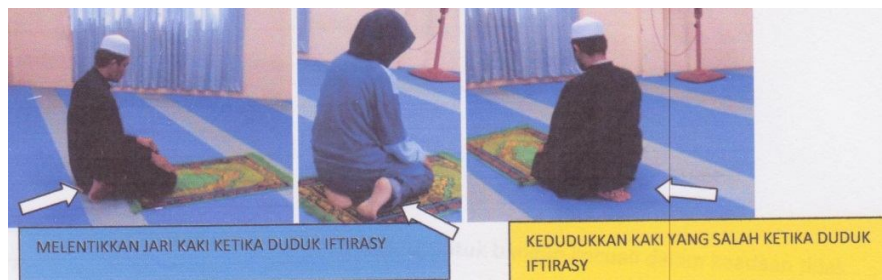 MELENTIKKAN JARI KAKI KETIKA DUDUK IFTIRASY
KEDUDUKKAN KAKI YANG SALAH KETIKA DUDUK
IFTIRASY